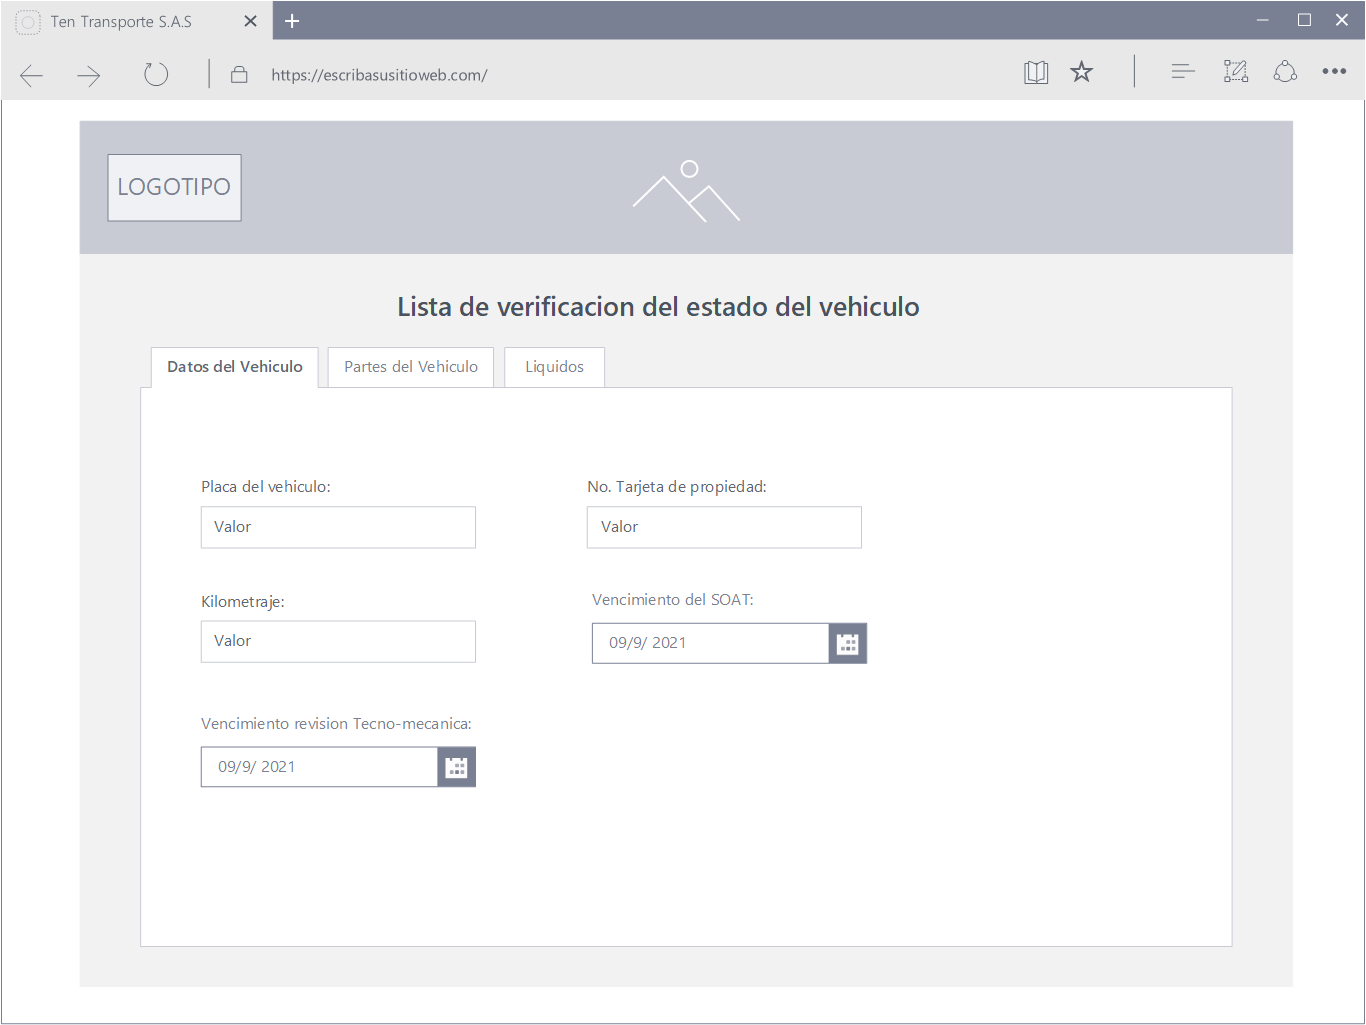 Ten Transporte S.A.S
https://escribasusitioweb.com/
LOGOTIPO
Lista de verificacion del estado del vehiculo
Datos del Vehiculo Partes del Vehiculo Liquidos
Placa del vehiculo: No. Tarjeta de propiedad:
Valor Valor
Kilometraje: Vencimiento del SOAT:
Valor 09/9/ 2021
Vencimiento revision Tecno-mecanica:
09/9/ 2021